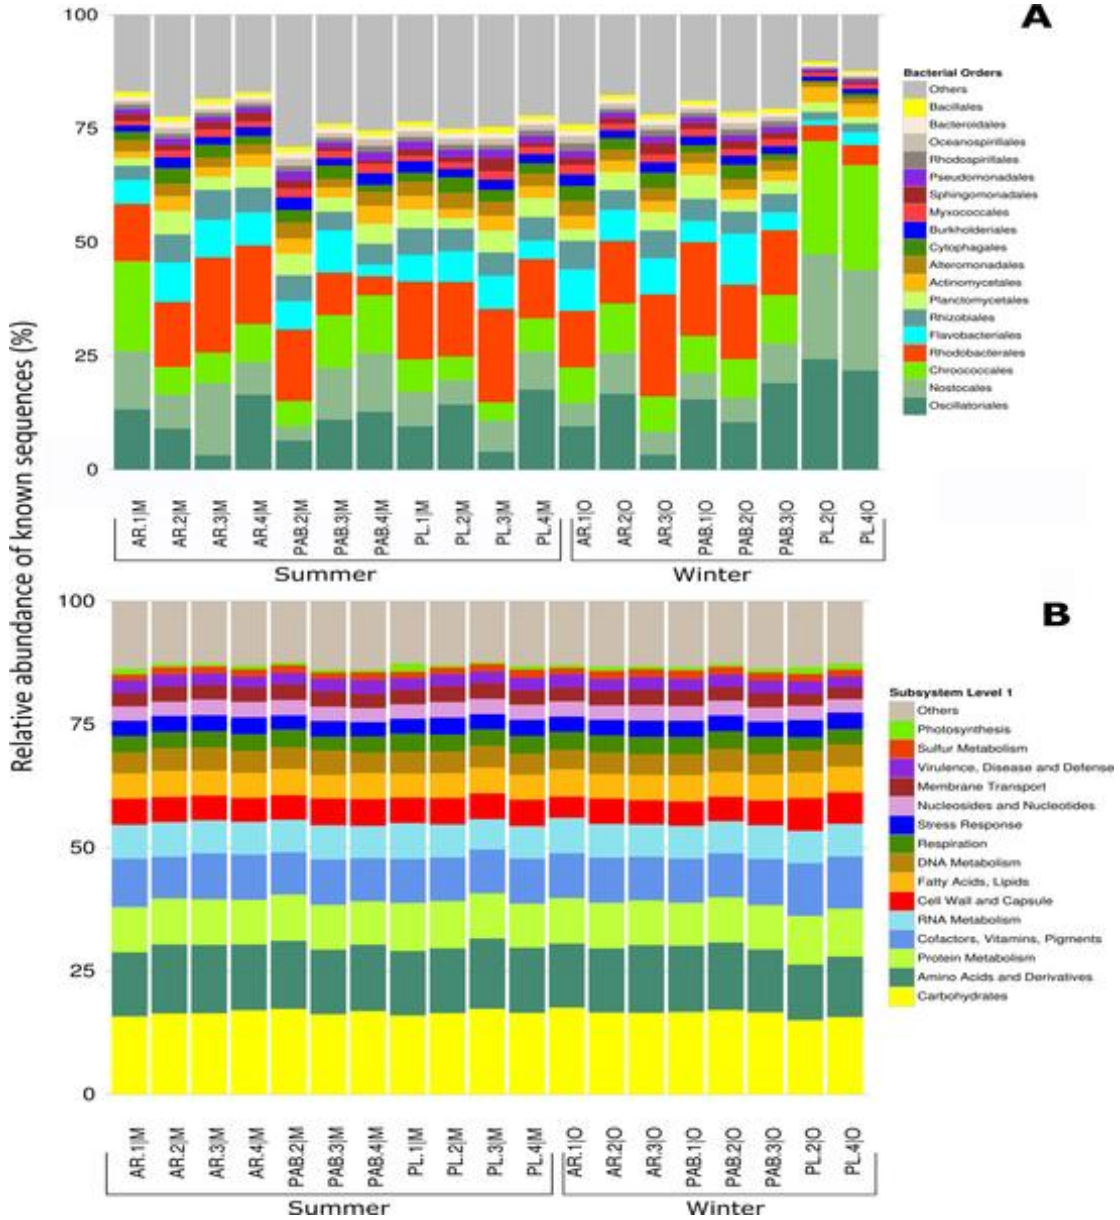 A
Relative abundance of known sequences (%)
100
75
50
25
0
Bacterial Orders
Others
Bacillales
Bacteroidales
Oceanospirillales
Rhodospirillales
Pseudomonadales
Sphingomonadales
Myxococcales
Burkholderiales
Cytophagales
Alteromonadales
Actinomycetales
Planctomycetales
Rhizobiales
Flavobacteriales
Rhodobacterales
Chroococcales
Nostocales
Oscillatoriales
AR.1|M
AR.2|M
AR.3|M
AR.4|M
PAB.2|M
PAB.3|M
PAB.4|M
PL.1|M
PL.2|M
PL.3|M
PL.4|M
AR.1|O
AR.2|O
AR.3|O
PAB.1|O
PAB.2|O
PAB.3|O
PL.2|O
PL.4|O
Summer
Winter
B
100
75
50
25
0
Subsystem Level 1
Others
Photosynthesis
Sulfur Metabolism
Virulence, Disease and Defense
Membrane Transport
Nucleosides and Nucleotides
Stress Response
Respiration
DNA Metabolism
Fatty Acids, Lipids
Cell Wall and Capsule
RNA Metabolism
Cofactors, Vitamins, Pigments
Protein Metabolism
Amino Acids and Derivatives
Carbohydrates
AR.1|M
AR.2|M
AR.3|M
AR.4|M
PAB.2|M
PAB.3|M
PAB.4|M
PL.1|M
PL.2|M
PL.3|M
PL.4|M
AR.1|O
AR.2|O
AR.3|O
PAB.1|O
PAB.2|O
PAB.3|O
PL.2|O
PL.4|O
Summer
Winter